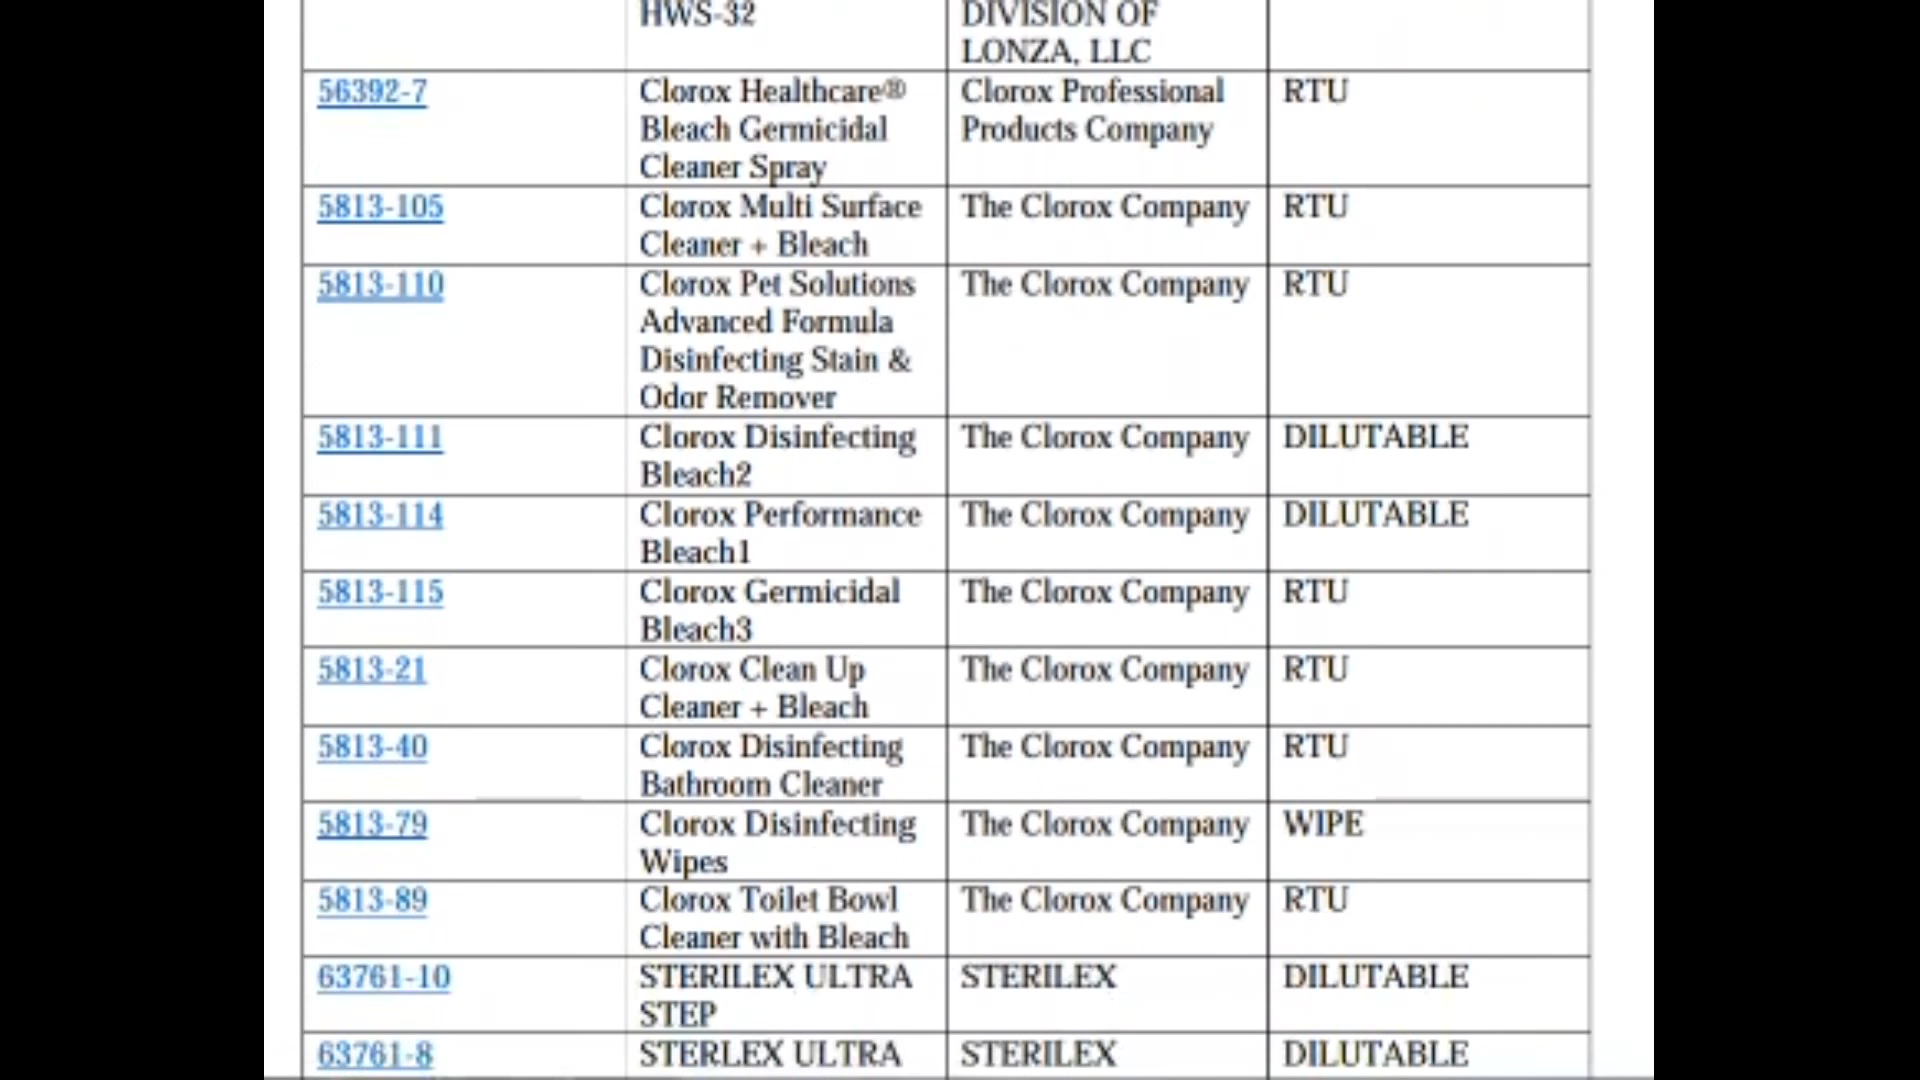 HWS-32
DIVISION OF
LONZA, LLC
56392-7
Clorox Healthcare®
Bleach Germicidal
Cleaner Spray
Clorox Professional
Products Company
RTU
5813-105
Clorox Multi Surface
Cleaner + Bleach
The Clorox Company
RTU
5813-110
Clorox Pet Solutions
Advanced Formula
Disinfecting Stain &
Odor Remover
The Clorox Company
RTU
5813-111
Clorox Disinfecting
Bleach2
The Clorox Company
DILUTABLE
5813-114
Clorox Performance
Bleach1
The Clorox Company
DILUTABLE
5813-115
Clorox Germicidal
Bleach3
The Clorox Company
RTU
5813-21
Clorox Clean Up
Cleaner + Bleach
The Clorox Company
RTU
5813-40
Clorox Disinfecting
Bathroom Cleaner
The Clorox Company
RTU
5813-79
Clorox Disinfecting
Wipes
The Clorox Company
WIPE
5813-89
Clorox Toilet Bowl
Cleaner with Bleach
The Clorox Company
RTU
63761-10
STERILEX ULTRA
STEP
STERILEX
DILUTABLE
63761-8
STERLEX ULTRA
STERILEX
DILUTABLE